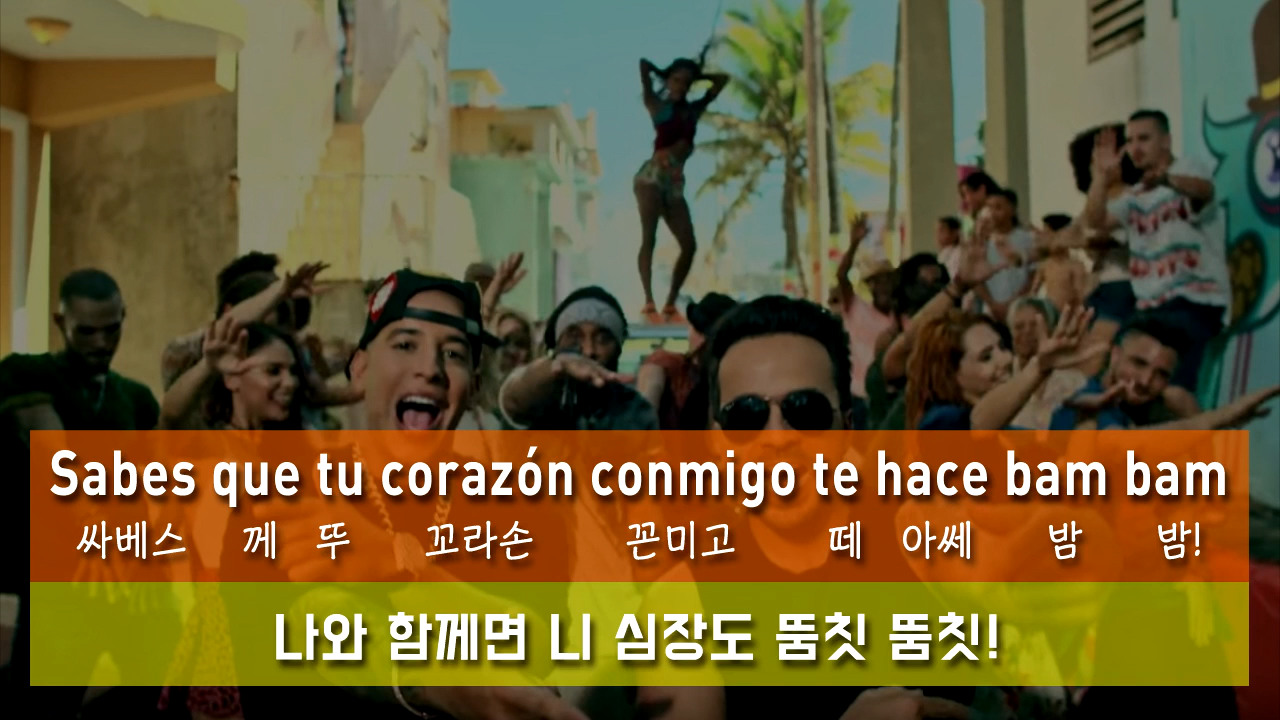 Sabes que tu corazón conmigo te hace bam bam
싸베스 께 뚜 꼬라손 꼰미고 떼 아쎄 밤 밤!
나와 함께면 니 심장도 뚬칫 뚬칫!